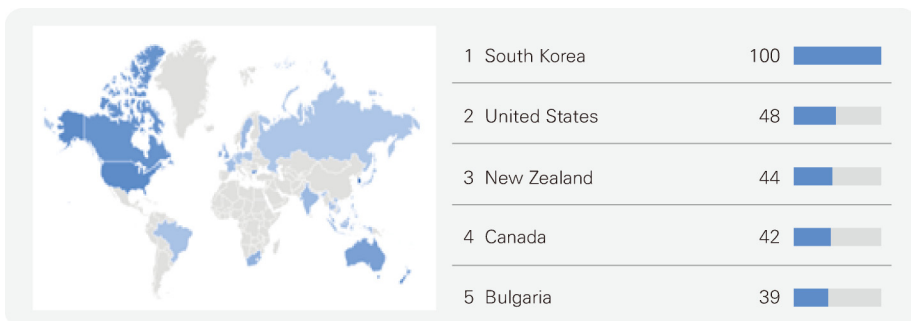 1 South Korea 100
2 United States 48
3 New Zealand 44
4 Canada 42
5 Bulgaria 39